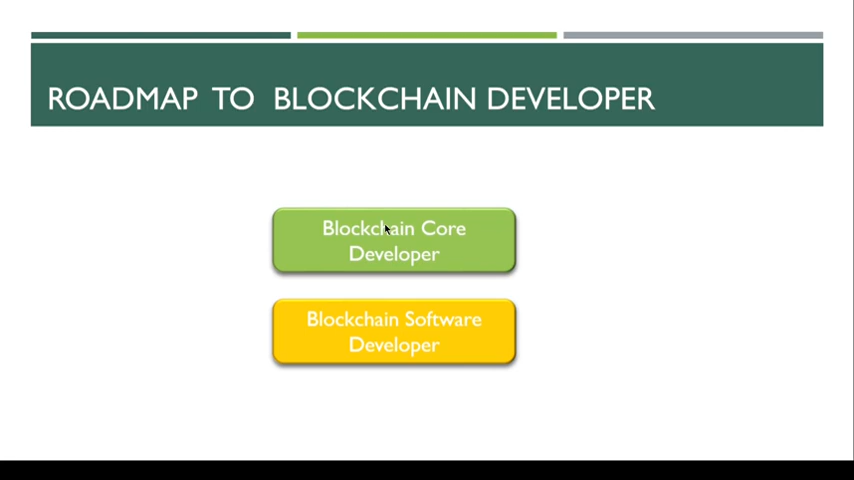 ROADMAP TO BLOCKCHAIN DEVELOPER
Blockchain Core
Developer
Blockchain Software
Developer